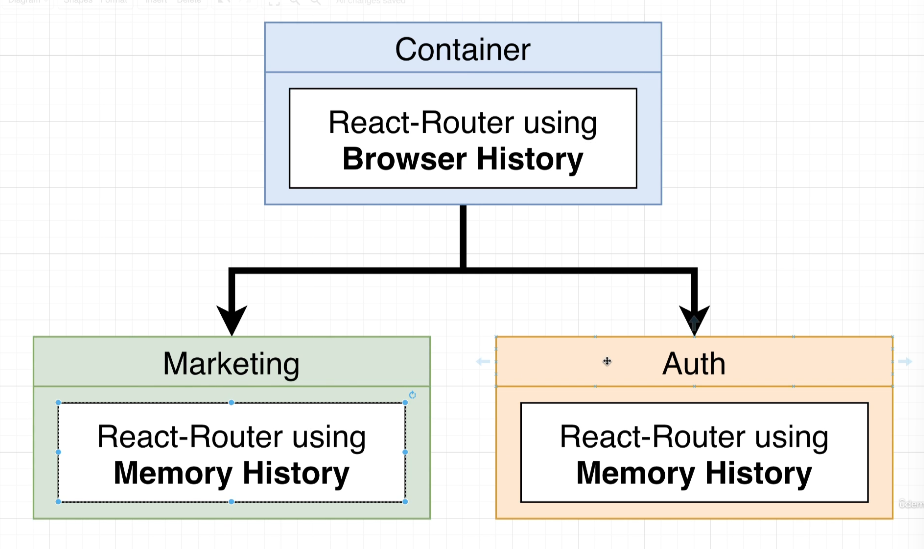 Container
React-Router using
Browser History
Marketing
Auth
React-Router using
Memory History
React-Router using
Memory History